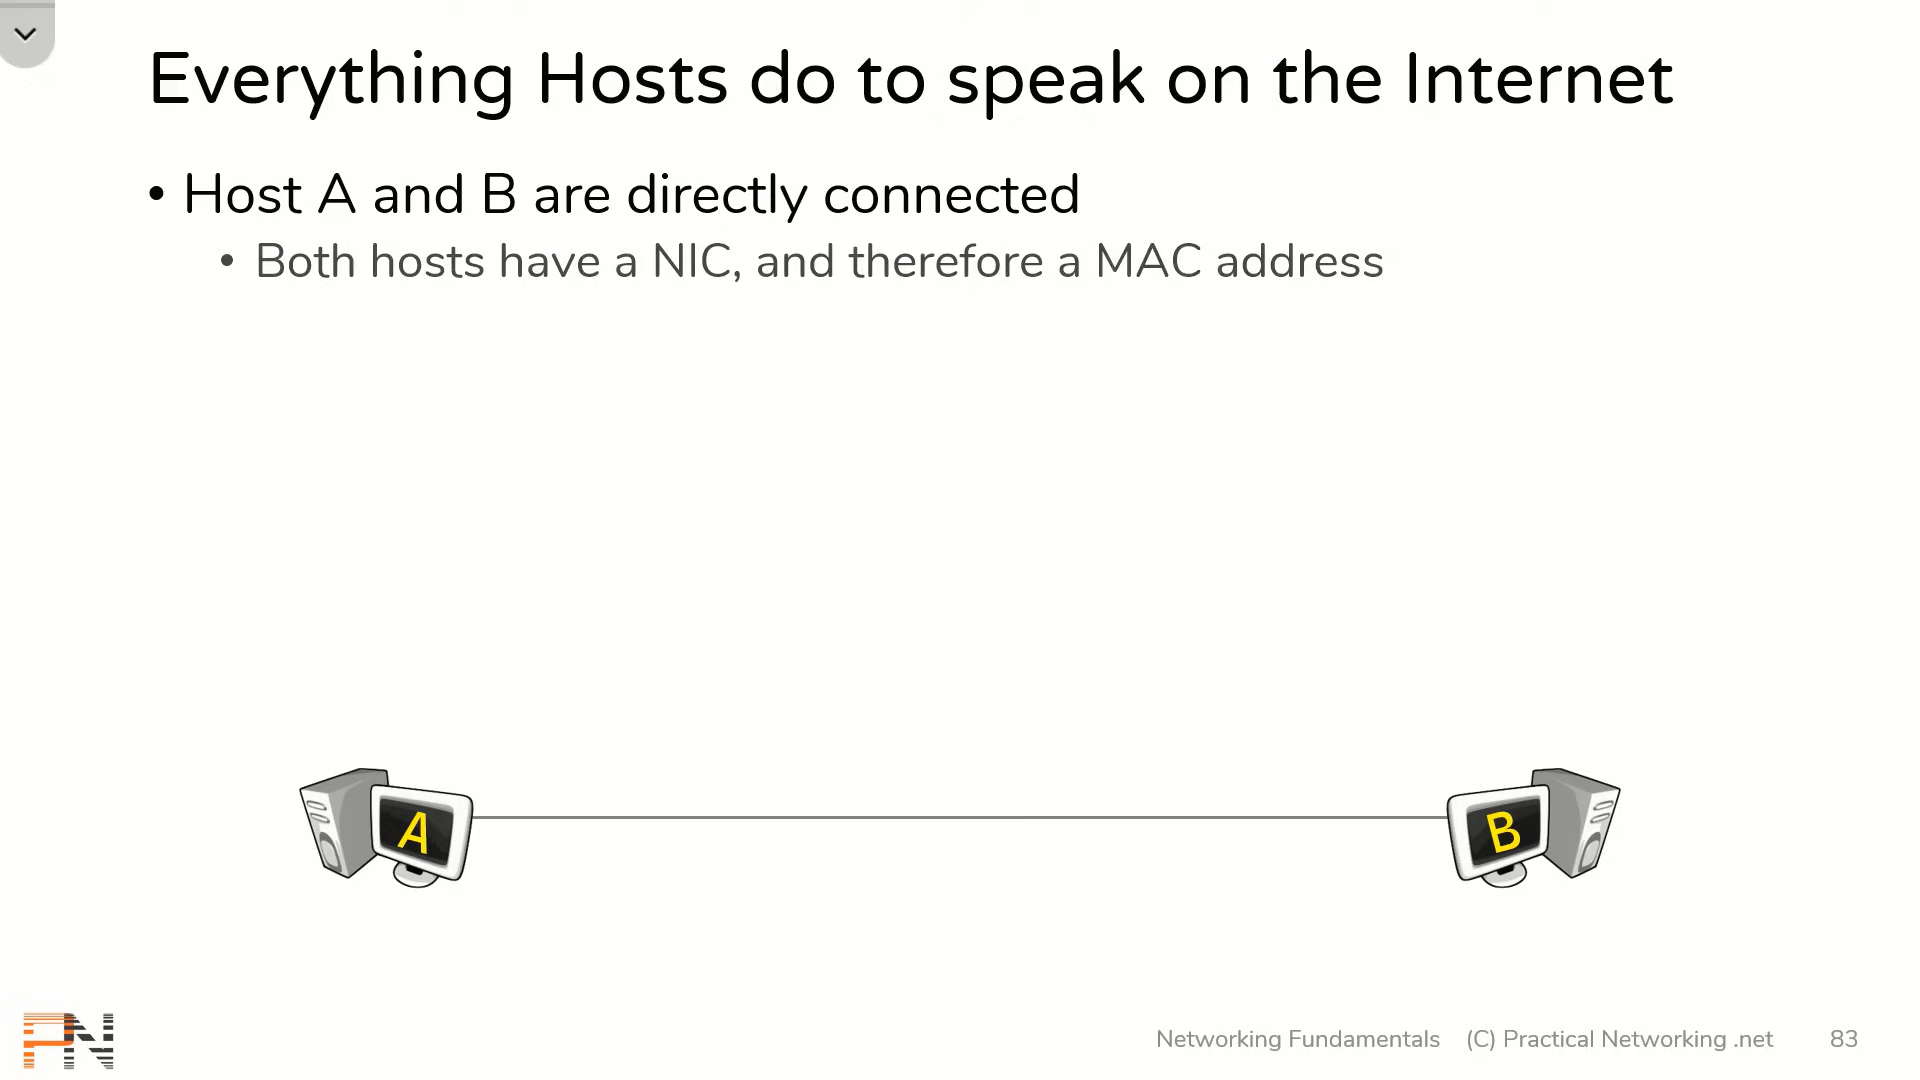 Everything Hosts do to speak on the Internet
• Host A and B are directly connected
• Both hosts have a NIC, and therefore a MAC address
A
B
PN
Networking Fundamentals (C) Practical Networking .net 83